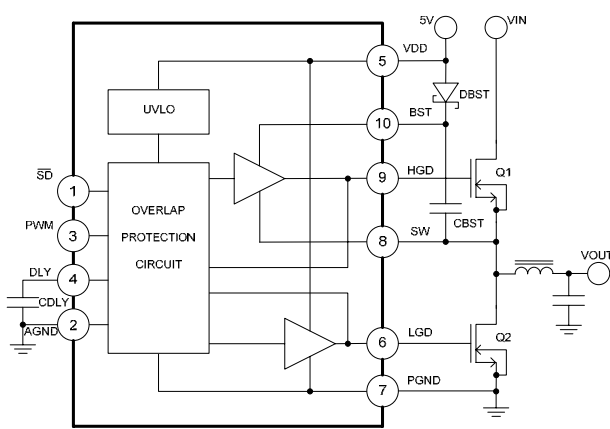 5V
VIN
5
VDD
DBST
UVLO
BST
10
SD
1
9
HGD
Q1
OVERLAP
PROTECTION
CIRCUIT
PWM
3
CBST
8
SW
DLY
4
VOUT
CDLY
AGND
2
6
LGD
Q2
7
PGND